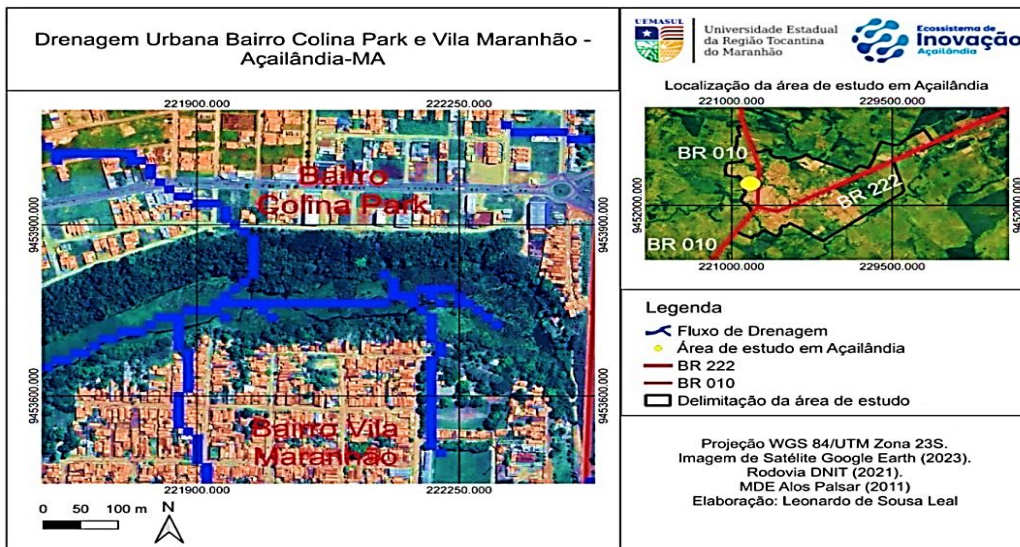 Drenagem Urbana Bairro Colina Park e Vila Maranhão -
Açailândia-MA
221900.000
222250.000
Bairro
Colina Park
9453900.000
9453900.000
9453600.000
9453600.000
Bairro Vila
Maranhão
221900.000
222250.000
0 50 100 m
N
UEMASUL
Universidade Estadual
da Região Tocantina
do Maranhão
Ecossistema de
Inovação
Açailândia
Localização da área de estudo em Açailândia
221000.000
229500.000
BR 010
BR 222
BR 010
9452000.000
9452000.000
221000.000
229500.000
Legenda
Fluxo de Drenagem
Área de estudo em Açailândia
BR 222
BR 010
Delimitação da área de estudo
Projeção WGS 84/UTM Zona 23S.
Imagem de Satélite Google Earth (2023).
Rodovia DNIT (2021).
MDE Alos Palsar (2011)
Elaboração: Leonardo de Sousa Leal